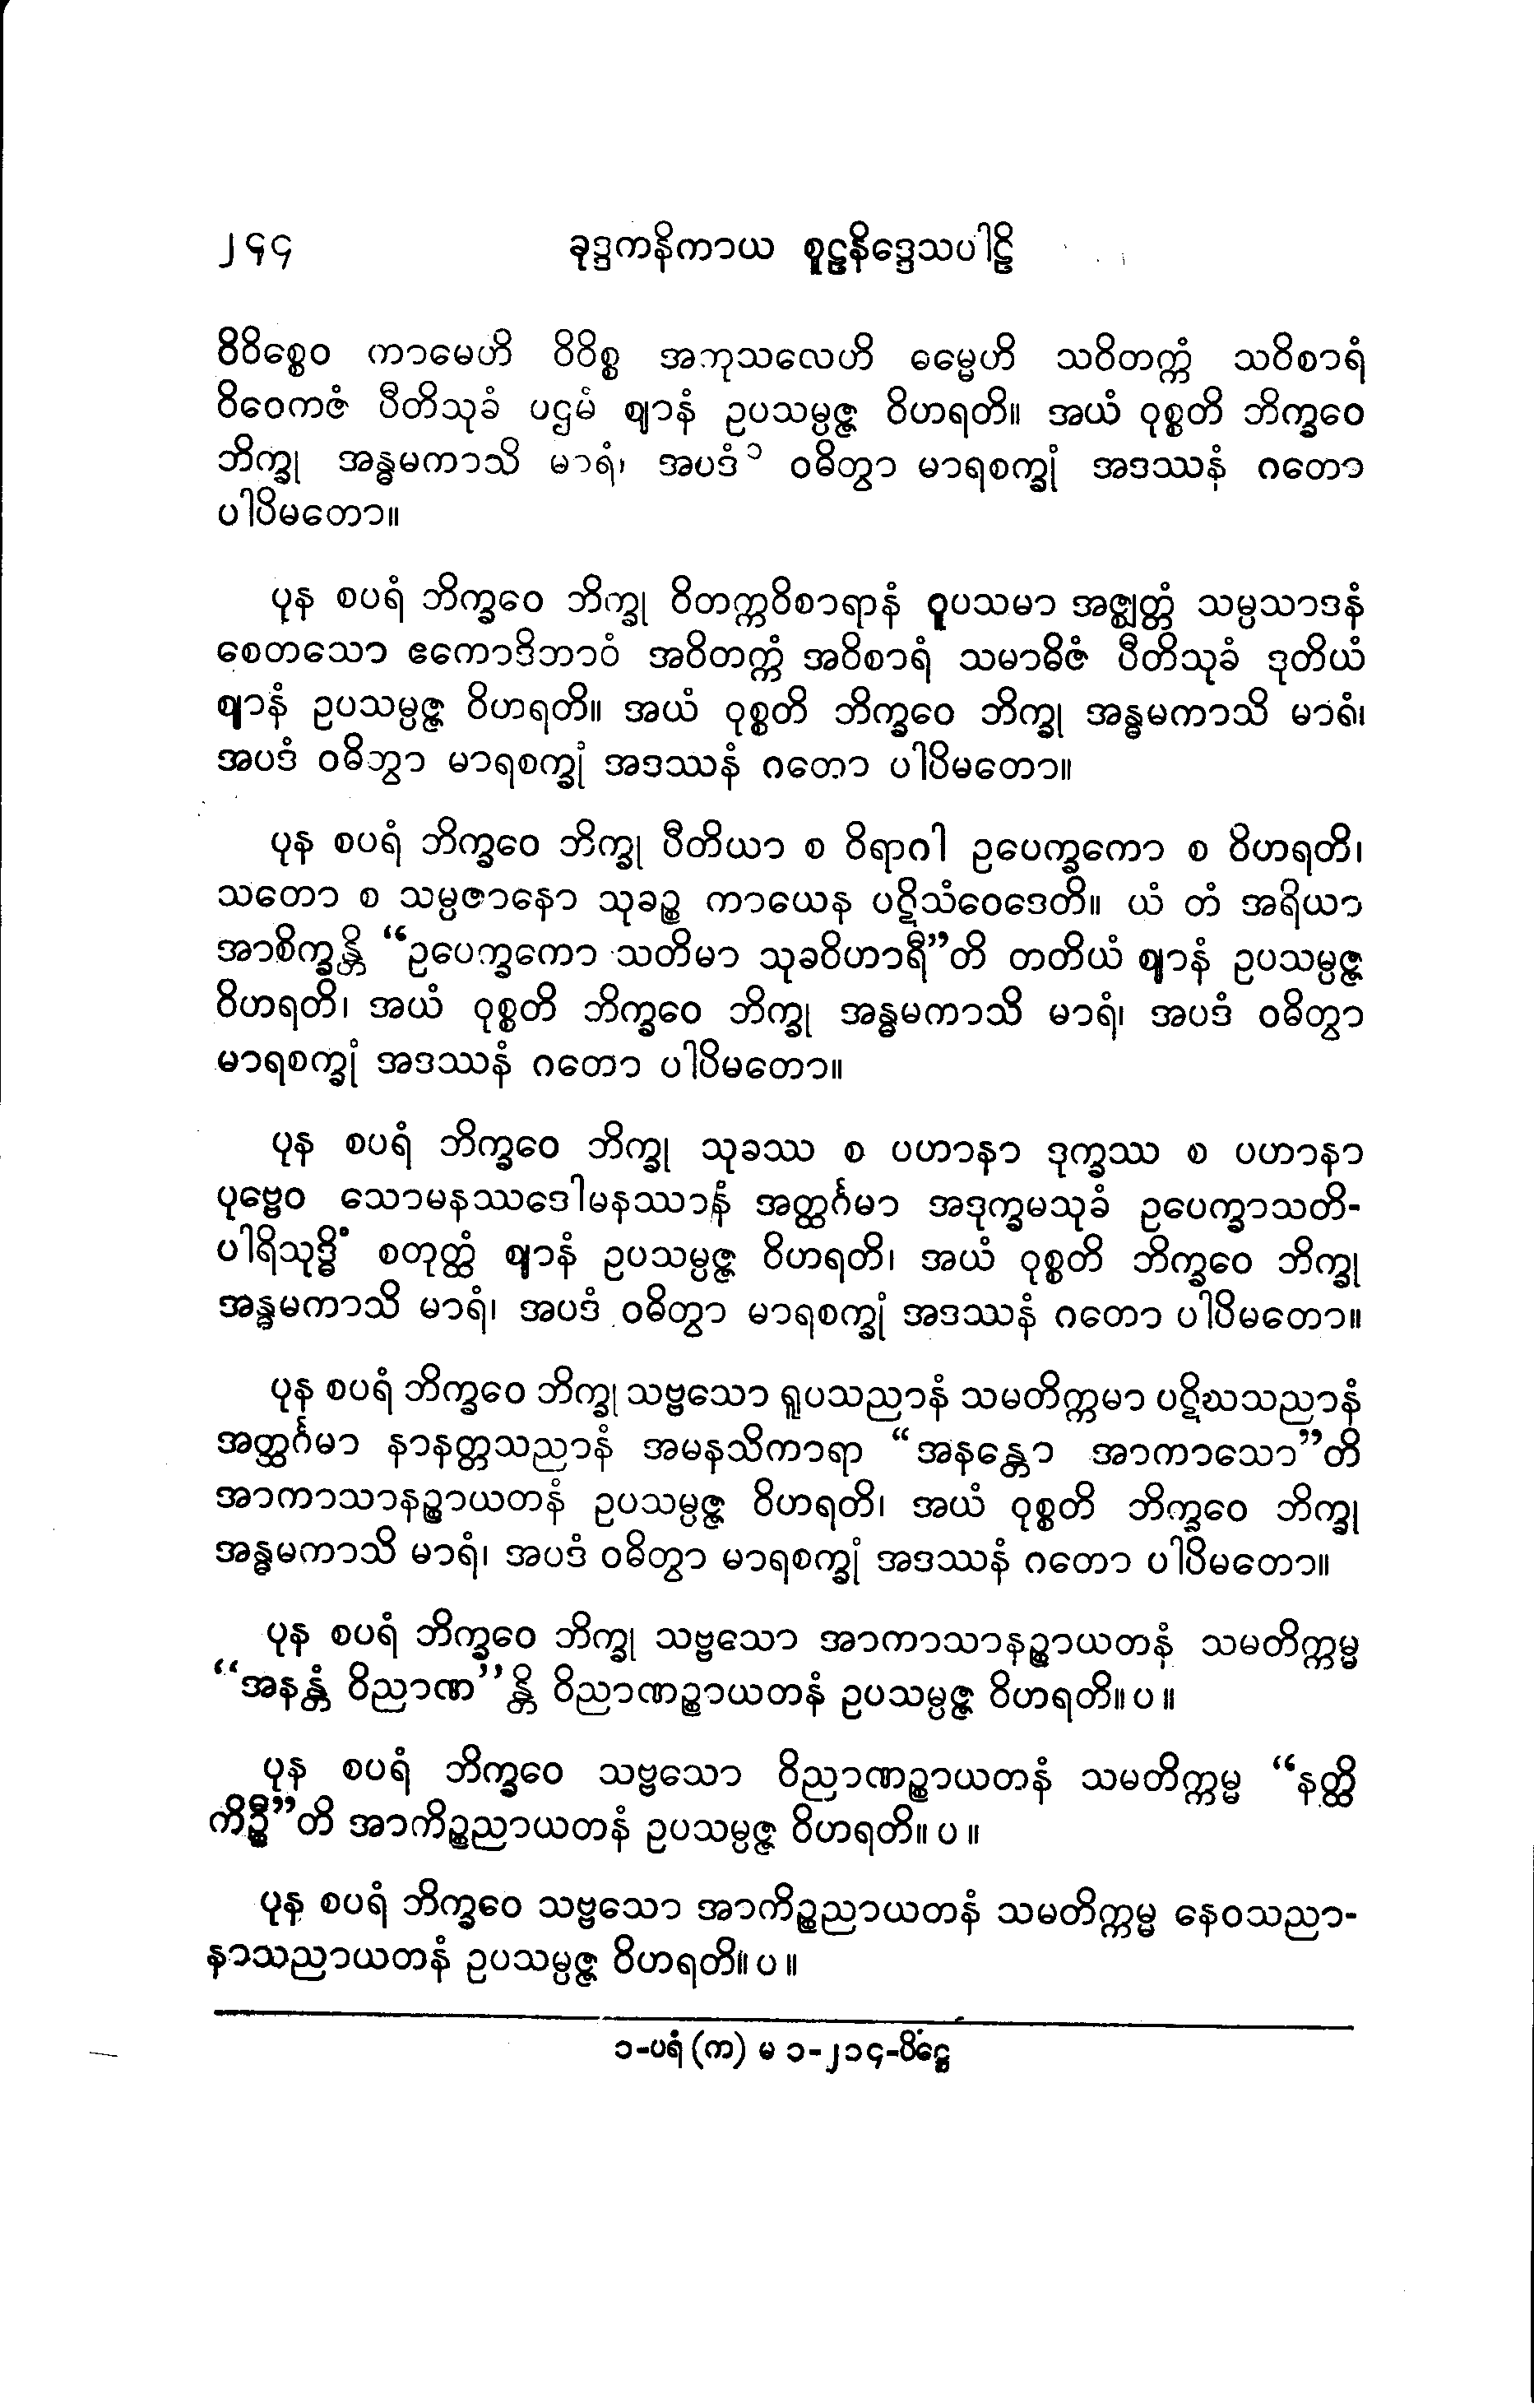 ၂၄၄ ခုဒ္ဒကနိကာယ စူဠနိဒ္ဒေသပါဠိ
ဝိဝိစ္စေဝ ကာမေဟိ ဝိဝိစ္စ အကုသလေဟိ ဓမ္မေဟိ သဝိတက္ကံ သဝိစာရံ
ဝိဝေကဇံ ပီတိသုခံ ပဌမံ ဈာနံ ဥပသမ္ပဇ္ဇ ဝိဟရတိ။ အယံ ဝုစ္စတိ ဘိက္ခဝေ
ဘိက္ခု အန္ဓမကာသိ မာရံ၊ အပဒံ ၁ ဝဓိတွာ မာရစက္ခုံ အဒဿနံ ဂတော
ပါပိမတော။
ပုန စပရံ ဘိက္ခဝေ ဘိက္ခု ဝိတက္ကဝိစာရာနံ ဝူပသမာ အဇ္ဈတ္တံ သမ္ပသာဒနံ
စေတသော ဧကောဒိဘာဝံ အဝိတက္ကံ အဝိစာရံ သမာဓိဇံ ပီတိသုခံ ဒုတိယံ
ဈာနံ ဥပသမ္ပဇ္ဇ ဝိဟရတိ။ အယံ ဝုစ္စတိ ဘိက္ခဝေ ဘိက္ခု အန္ဓမကာသိ မာရံ၊
အပဒံ ဝဓိတွာ မာရစက္ခုံ အဒဿနံ ဂတော ပါပိမတော။
ပုန စပရံ ဘိက္ခဝေ ဘိက္ခု ပီတိယာ စ ဝိရာဂါ ဥပေက္ခကော စ ဝိဟရတိ၊
သတော စ သမ္ပဇာနော သုခဉ္စ ကာယေန ပဋိသံဝေဒေတိ။ ယံ တံ အရိယာ
အာစိက္ခန္တိ “ဥပေက္ခကော သတိမာ သုခဝိဟာရီ”တိ တတိယံ ဈာနံ ဥပသမ္ပဇ္ဇ
ဝိဟရတိ၊ အယံ ဝုစ္စတိ ဘိက္ခဝေ ဘိက္ခု အန္ဓမကာသိ မာရံ၊ အပဒံ ဝဓိတွာ
မာရစက္ခုံ အဒဿနံ ဂတော ပါပိမတော။
ပုန စပရံ ဘိက္ခဝေ ဘိက္ခု သုခဿ စ ပဟာနာ ဒုက္ခဿ စ ပဟာနာ
ပုဗ္ဗေဝ သောမနဿဒေါမနဿာနံ အတ္ထင်္ဂမာ အဒုက္ခမသုခံ ဥပေက္ခာသတိ-
ပါရိသုဒ္ဓိံ စတုတ္ထံ ဈာနံ ဥပသမ္ပဇ္ဇ ဝိဟရတိ၊ အယံ ဝုစ္စတိ ဘိက္ခဝေ ဘိက္ခု
အန္ဓမကာသိ မာရံ၊ အပဒံ ဝဓိတွာ မာရစက္ခုံ အဒဿနံ ဂတော ပါပိမတော။
ပုန စပရံ ဘိက္ခဝေ ဘိက္ခု သဗ္ဗသော ရူပသညာနံ သမတိက္ကမာ ပဋိဃသညာနံ
အတ္ထင်္ဂမာ နာနတ္တသညာနံ အမနသိကာရာ “အနန္တော အာကာသော”တိ
အာကာသာနဉ္စာယတနံ ဥပသမ္ပဇ္ဇ ဝိဟရတိ၊ အယံ ဝုစ္စတိ ဘိက္ခဝေ ဘိက္ခု
အန္ဓမကာသိ မာရံ၊ အပဒံ ဝဓိတွာ မာရစက္ခုံ အဒဿနံ ဂတော ပါပိမတော။
ပုန စပရံ ဘိက္ခဝေ ဘိက္ခု သဗ္ဗသော အာကာသာနဉ္စာယတနံ သမတိက္ကမ္မ
“အနန္တံ ဝိညာဏ”န္တိ ဝိညာဏဉ္စာယတနံ ဥပသမ္ပဇ္ဇ ဝိဟရတိ။ ပ ။
ပုန စပရံ ဘိက္ခဝေ သဗ္ဗသော ဝိညာဏဉ္စာယတနံ သမတိက္ကမ္မ “နတ္ထိ
ကိဉ္စီ”တိ အာကိဉ္စညာယတနံ ဥပသမ္ပဇ္ဇ ဝိဟရတိ။ ပ ။
ပုန စပရံ ဘိက္ခဝေ သဗ္ဗသော အာကိဉ္စညာယတနံ သမတိက္ကမ္မ နေဝသညာ-
နာသညာယတနံ ဥပသမ္ပဇ္ဇ ဝိဟရတိ။ ပ ။
၁-ပရံ (က) မ ၁-၂၁၄-ပိဋ္ဌေ